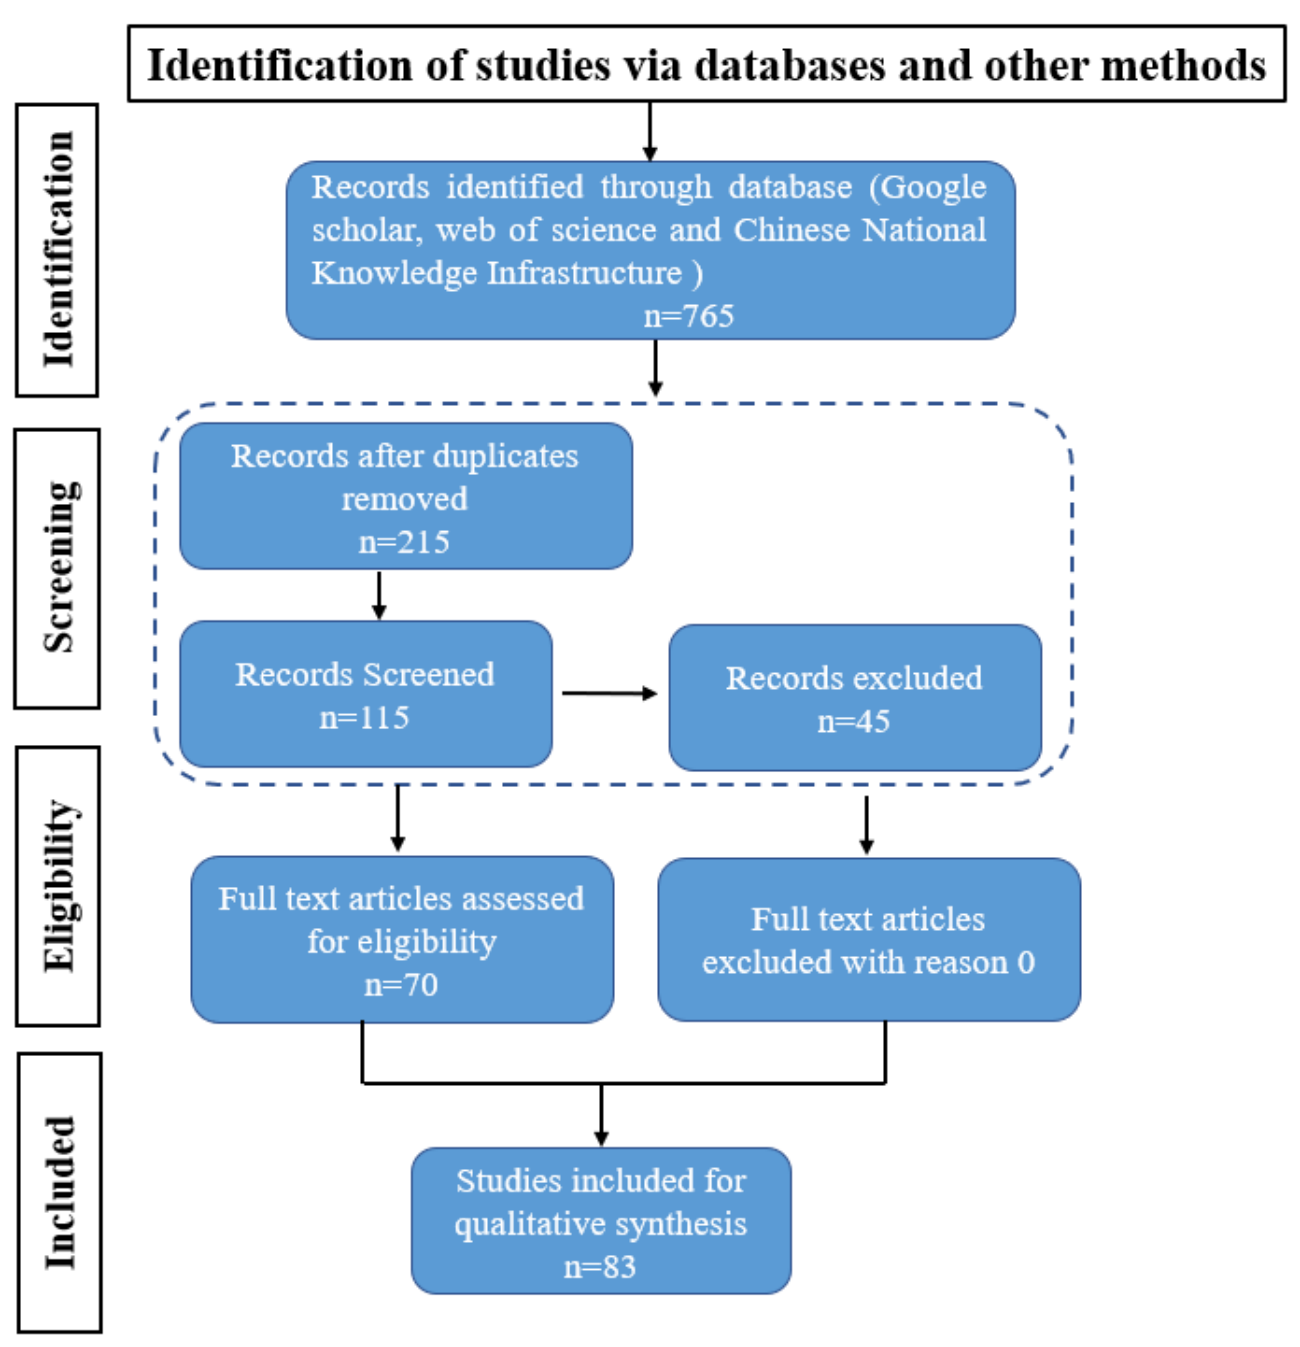 Identification of studies via databases and other methods
Identification
Records identified through database (Google
scholar, web of science and Chinese National
Knowledge Infrastructure )
n=765
Screening
Records after duplicates
removed
n=215
Records Screened
n=115
Records excluded
n=45
Eligibility
Full text articles assessed
for eligibility
n=70
Full text articles
excluded with reason 0
Included
Studies included for
qualitative synthesis
n=83